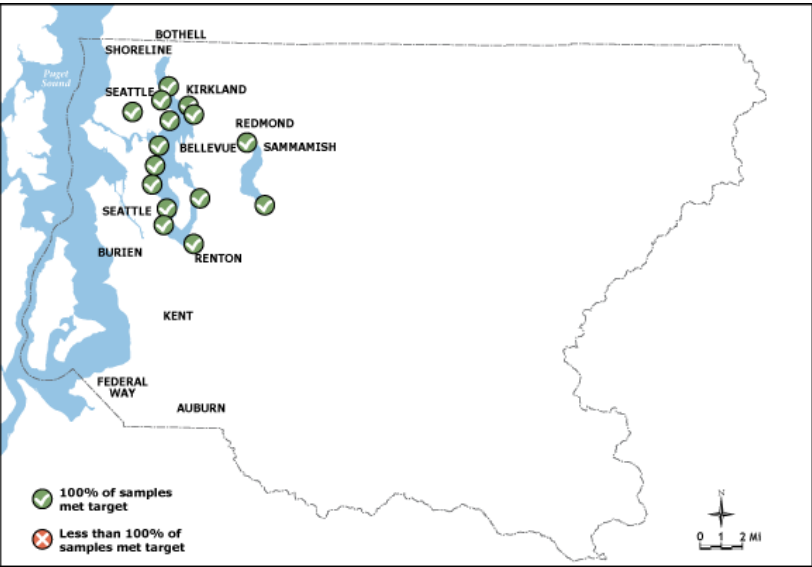 BOTHELL
SHORELINE
Puget
Sound
SEATTLE
KIRKLAND
REDMOND
BELLEVUE
SAMMAMISH
SEATTLE
BURIEN
RENTON
KENT
FEDERAL
WAY
AUBURN
100% of samples
met target
Less than 100% of
samples met target
N
0 1 2 Mi